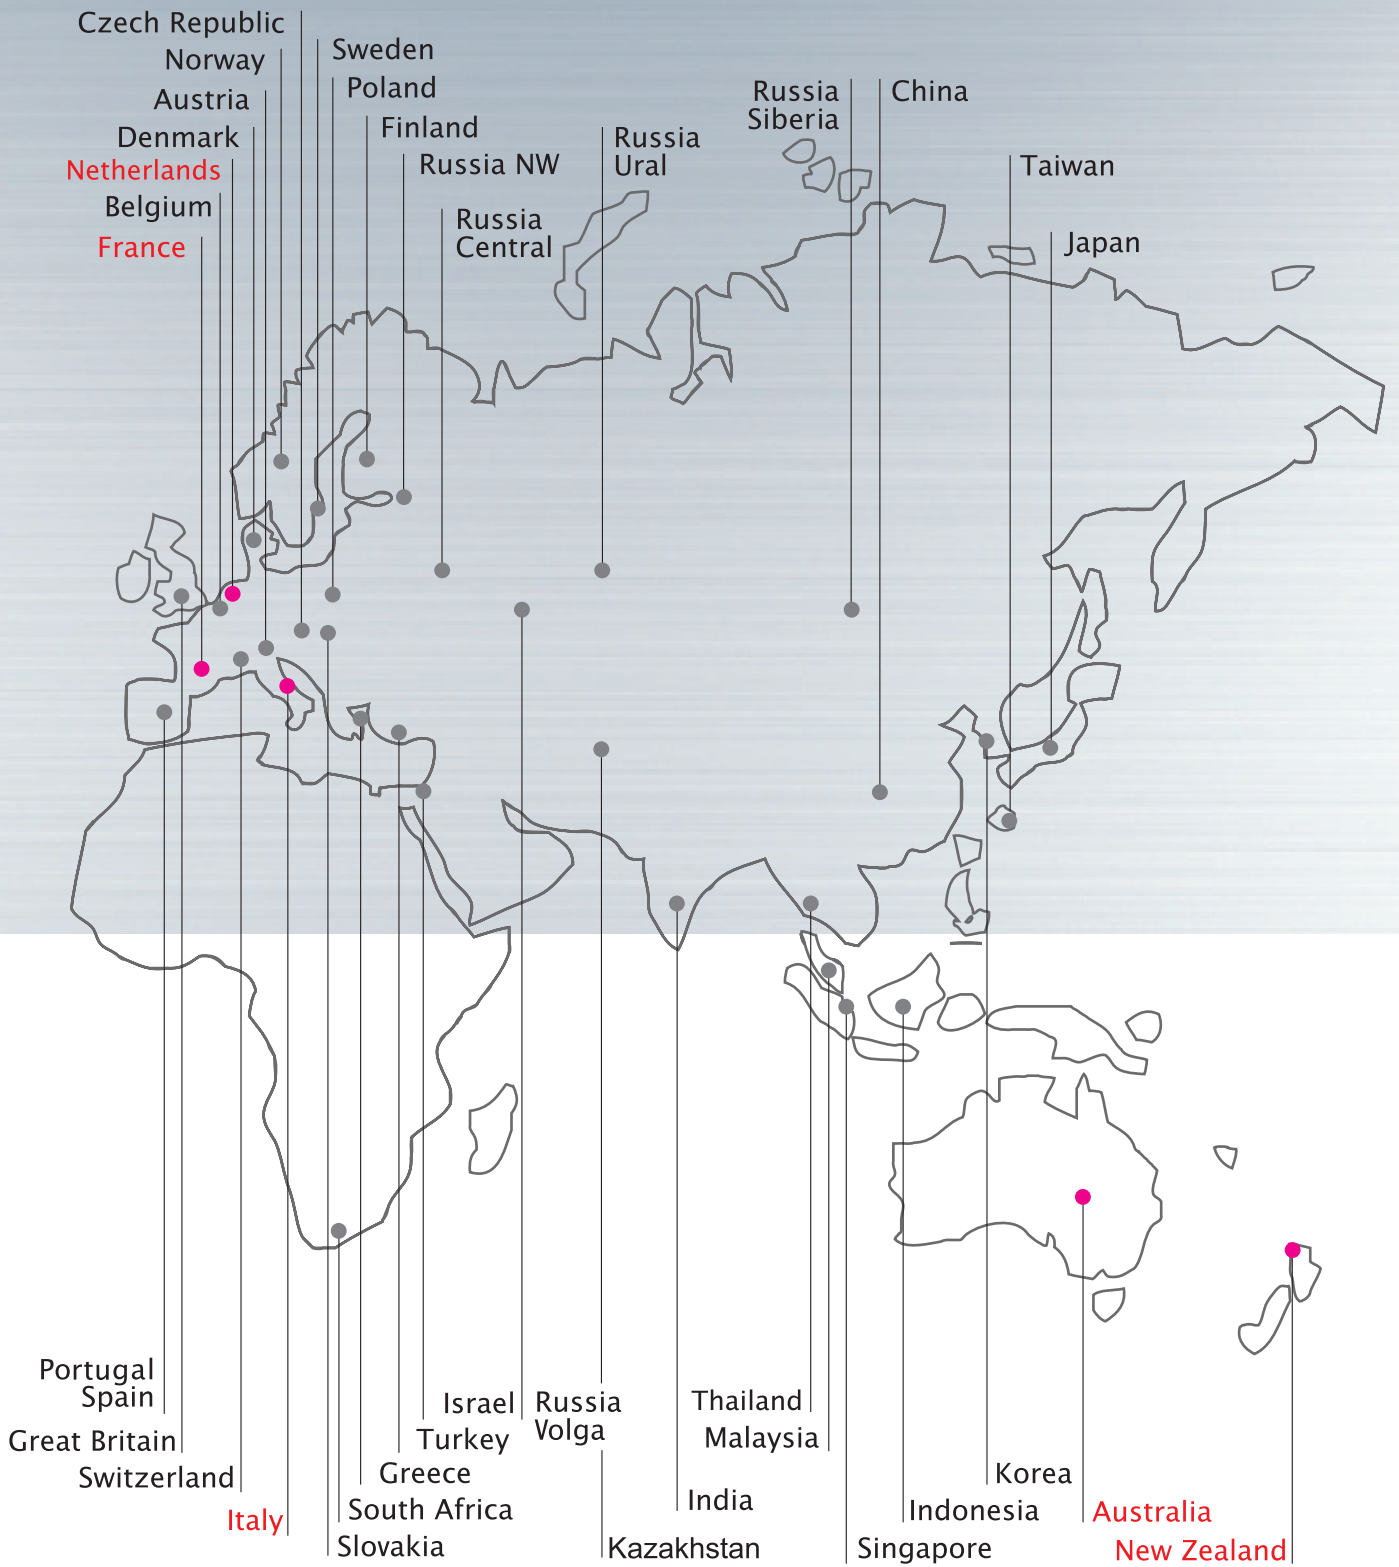 Czech Republic
Norway
Sweden
Austria
Poland
Denmark
Finland
Netherlands
Russia NW
Belgium
Russia
Central
France
Russia
Ural
Russia
Siberia
China
Taiwan
Japan
Portugal
Spain
Great Britain
Switzerland
Italy
Israel
Turkey
Greece
South Africa
Slovakia
Russia
Volga
Kazakhstan
Thailand
Malaysia
India
Korea
Indonesia
Singapore
Australia
New Zealand